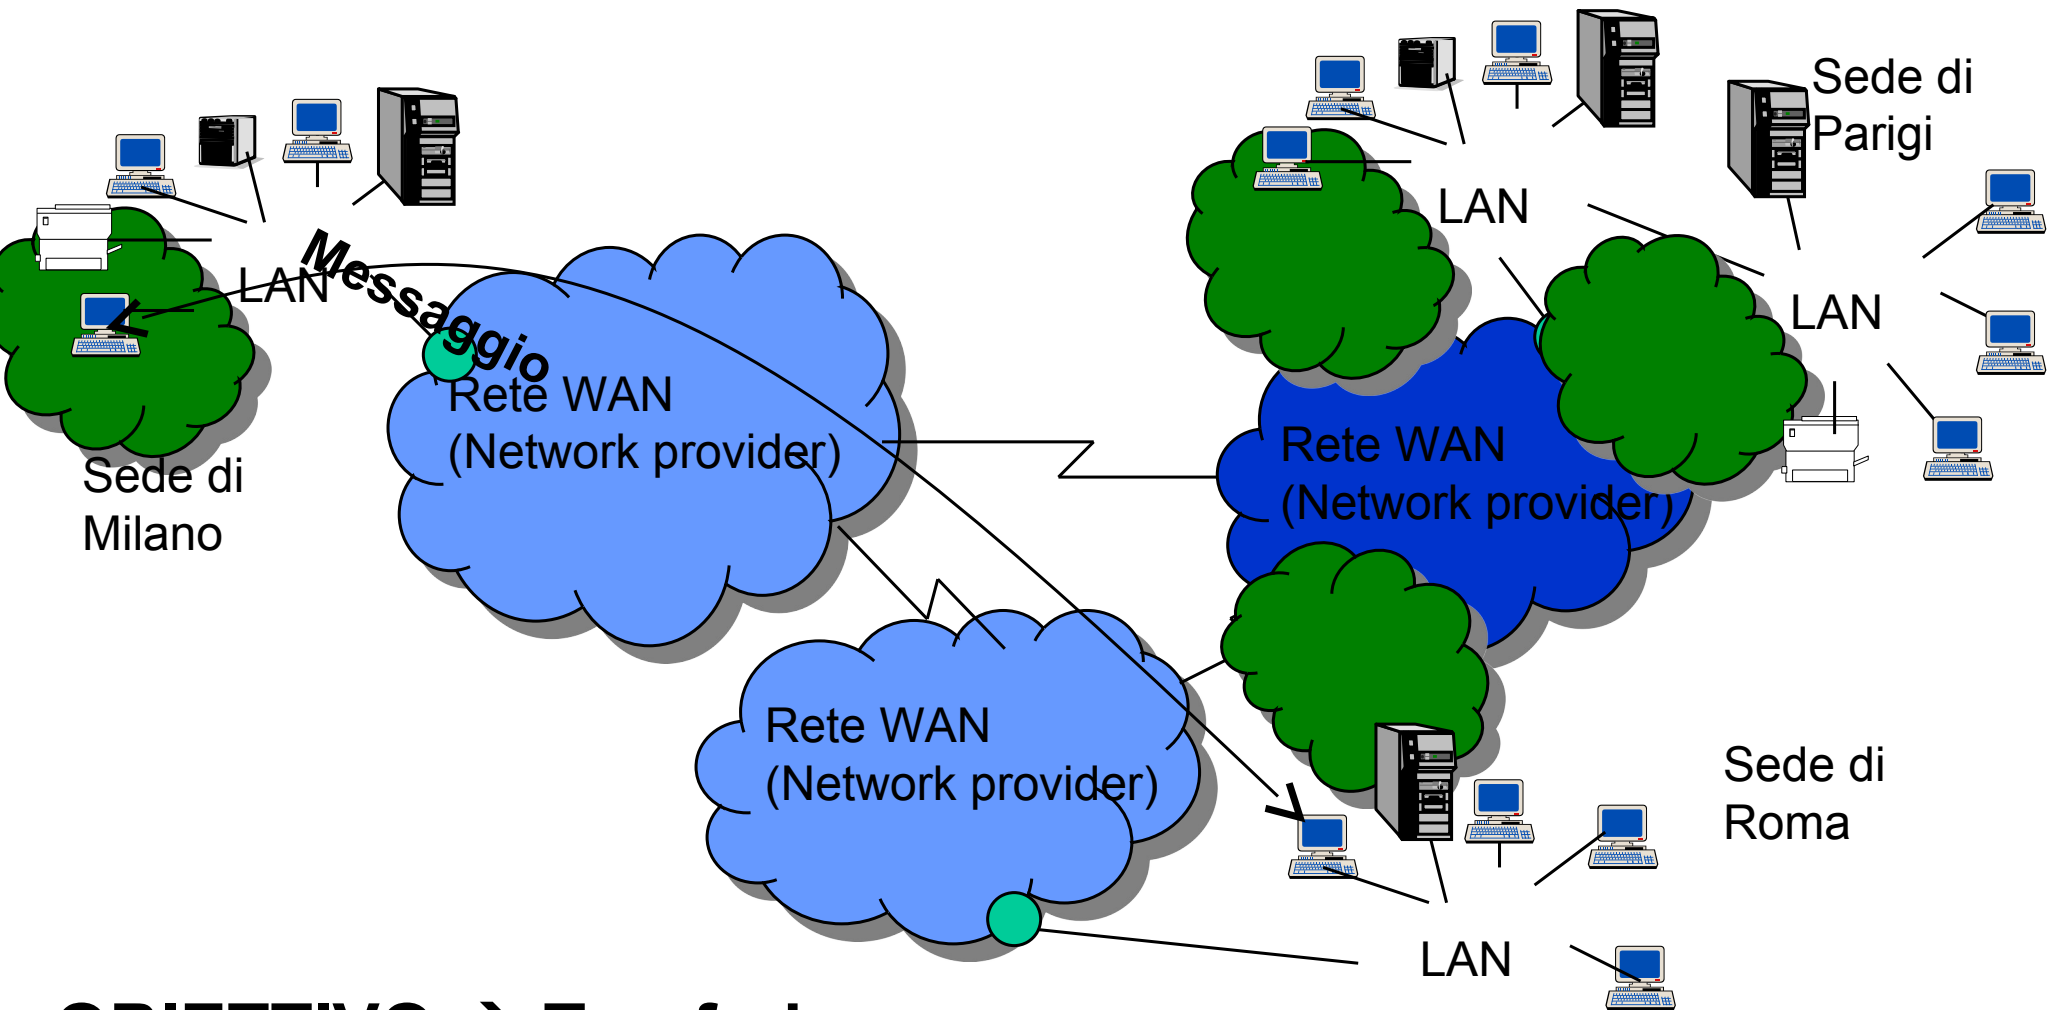 Sede di
Parigi
LAN
LAN
LAN
Messaggio
Rete WAN
(Network provider)
Rete WAN
(Network provider)
Sede di
Milano
Rete WAN
(Network provider)
Sede di
Roma
LAN